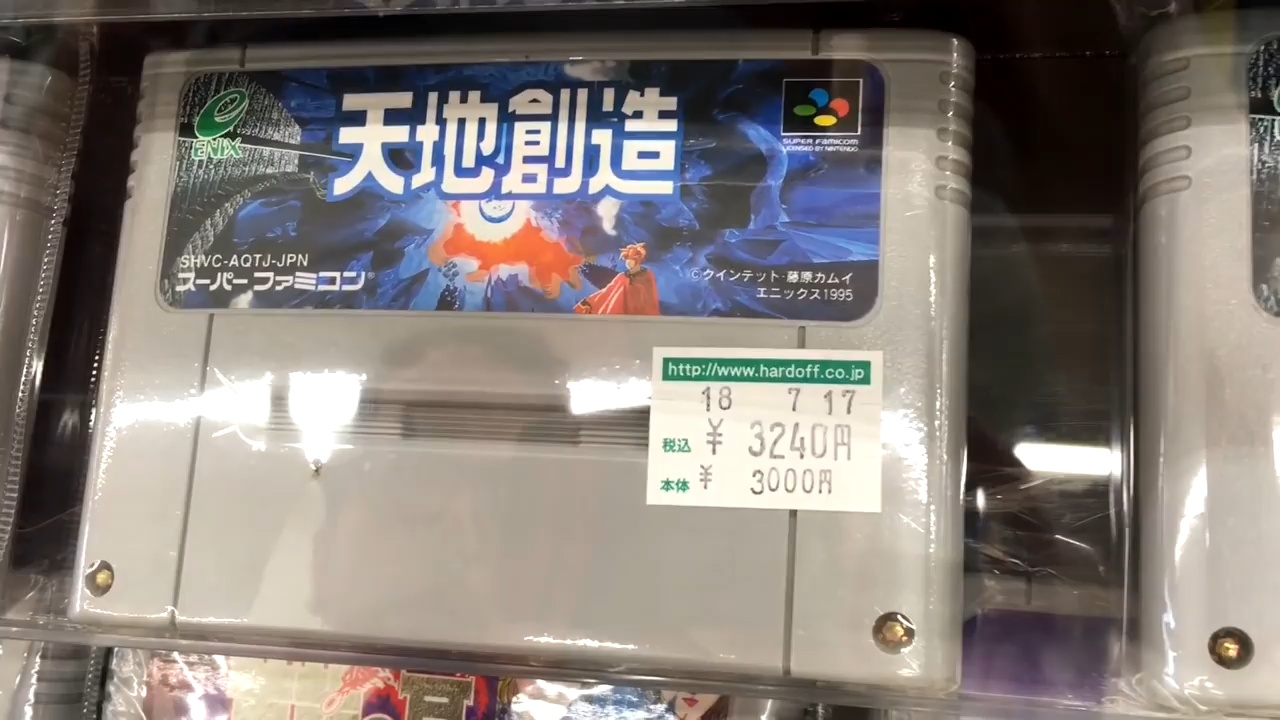 ENIX
天地創造
SUPER FAMICOM
LICENSED BY NINTENDO
SHVC-AQTJ-JPN
スーパーファミコン®
©クインテット·藤原カムイ
エニックス1995
http://www.hardoff.co.jp
18 7 17
税込 ¥ 3240円
本体 ¥ 3000円